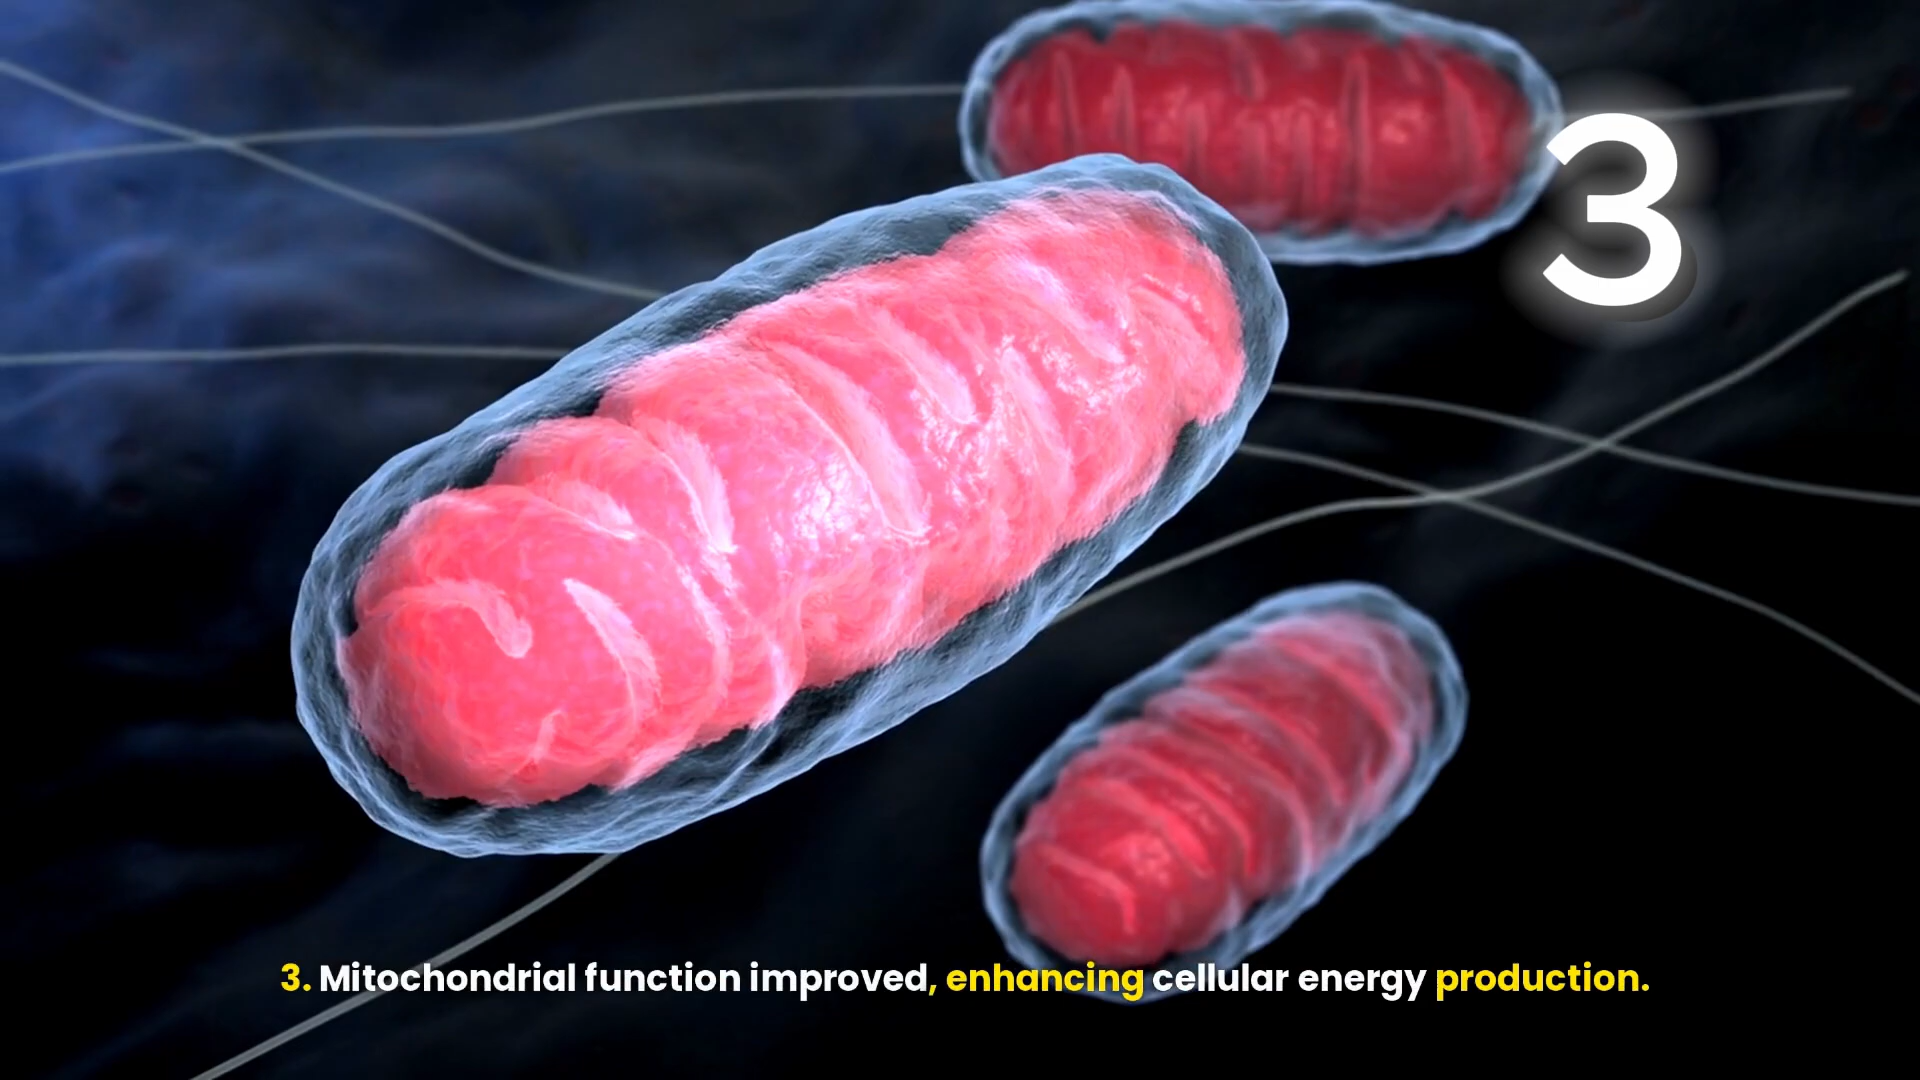 3
3. Mitochondrial function improved, enhancing cellular energy production.